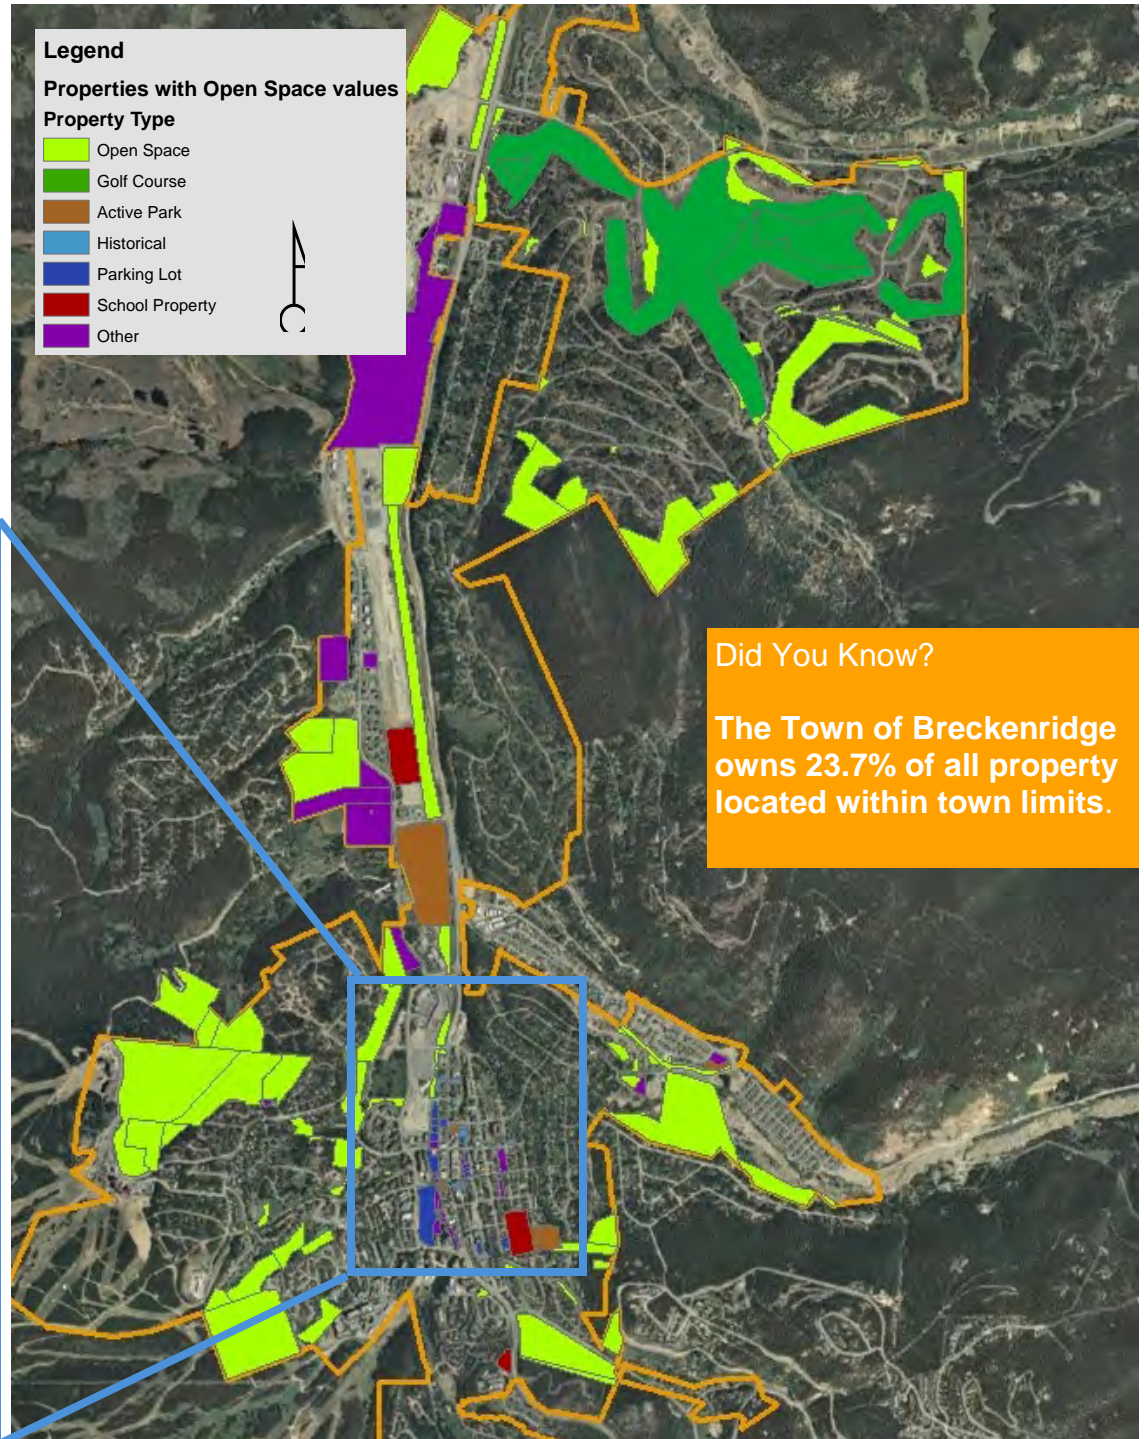 Legend
Properties with Open Space values
Property Type
Open Space
Golf Course
Active Park
Historical
Parking Lot
School Property
Other
Did You Know?
The Town of Breckenridge
owns 23.7% of all property
located within town limits.